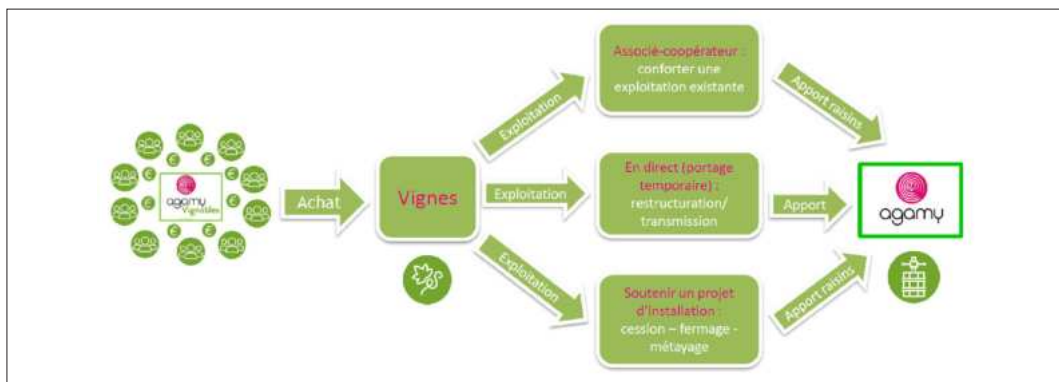 agamy
Vignobles
€
€
€
€
€
€
€
€
€
€
Achat
Vignes
Exploitation
Exploitation
Exploitation
Associé-coopérateur :
conforter une
exploitation existante
En direct (portage
temporaire) :
restructuration/
transmission
Soutenir un projet
d'installation :
cession – fermage -
métayage
Apport raisins
Apport
Apport raisins
agamy